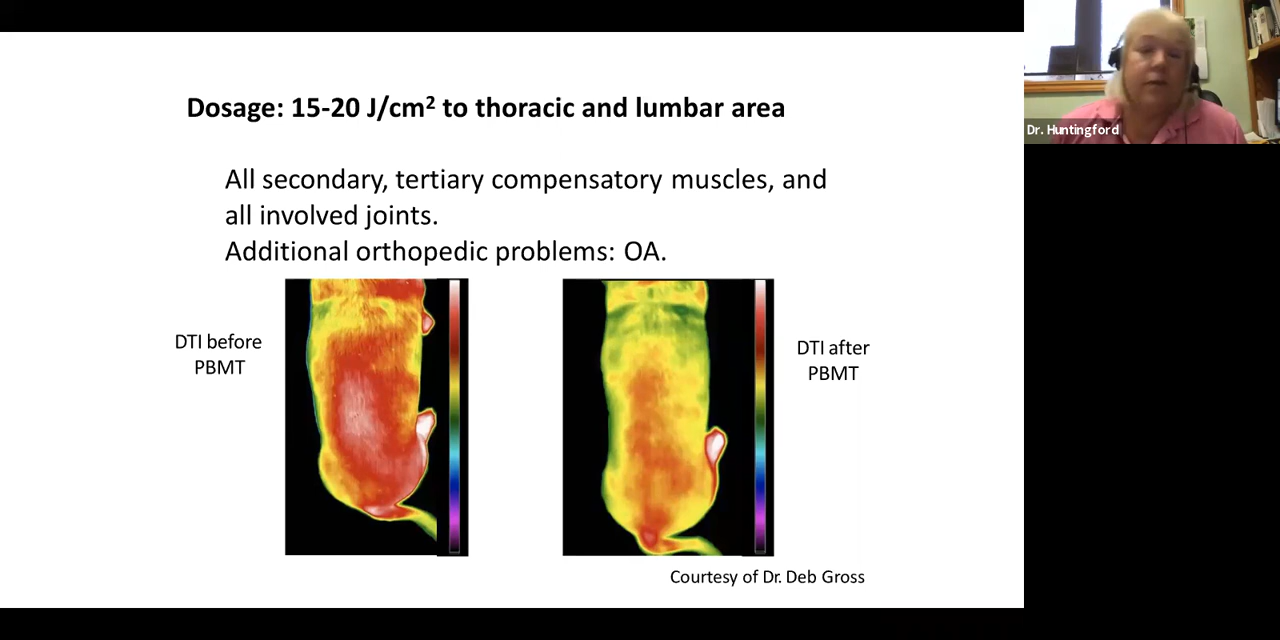 Dosage: 15-20 J/cm² to thoracic and lumbar area
All secondary, tertiary compensatory muscles, and
all involved joints.
Additional orthopedic problems: OA.
DTI before
PBMT
DTI after
PBMT
Courtesy of Dr. Deb Gross
Dr. Huntingford